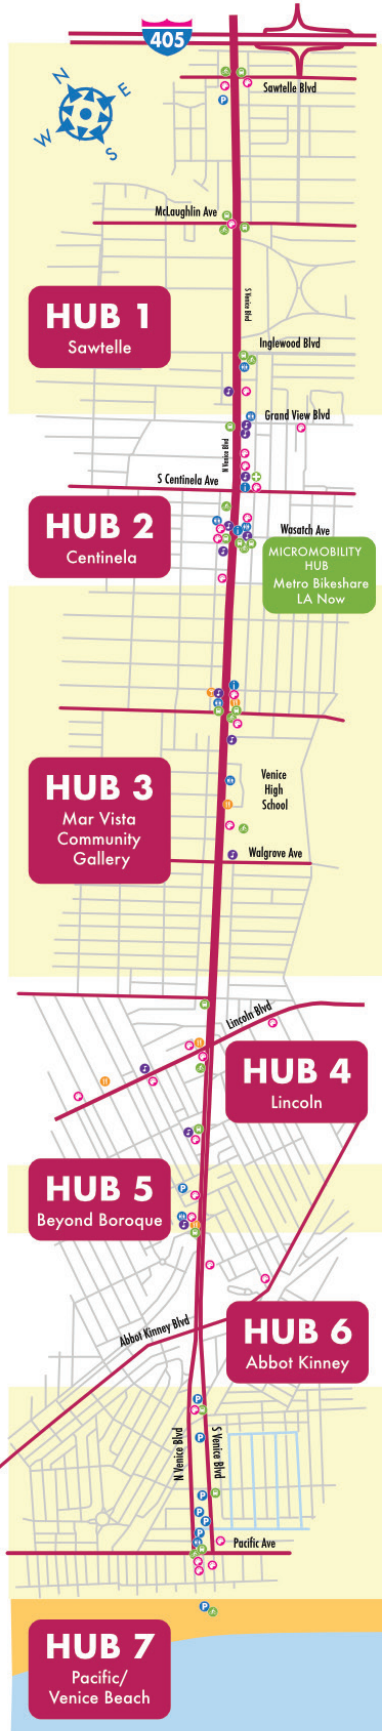 405
N
E
W
S
Sawtelle Blvd
McLaughlin Ave
S Venice Blvd
HUB 1
Sawtelle
Inglewood Blvd
Grand View Blvd
N Venice Blvd
S Centinela Ave
HUB 2
Centinela
Wasatch Ave
MICROMOBILITY
HUB
Metro Bikeshare
LA Now
HUB 3
Mar Vista
Community
Gallery
Venice
High
School
Walgrove Ave
Lincoln Blvd
HUB 4
Lincoln
HUB 5
Beyond Boroque
Abbot Kinney Blvd
HUB 6
Abbot Kinney
N Venice Blvd
S Venice Blvd
Pacific Ave
HUB 7
Pacific/
Venice Beach